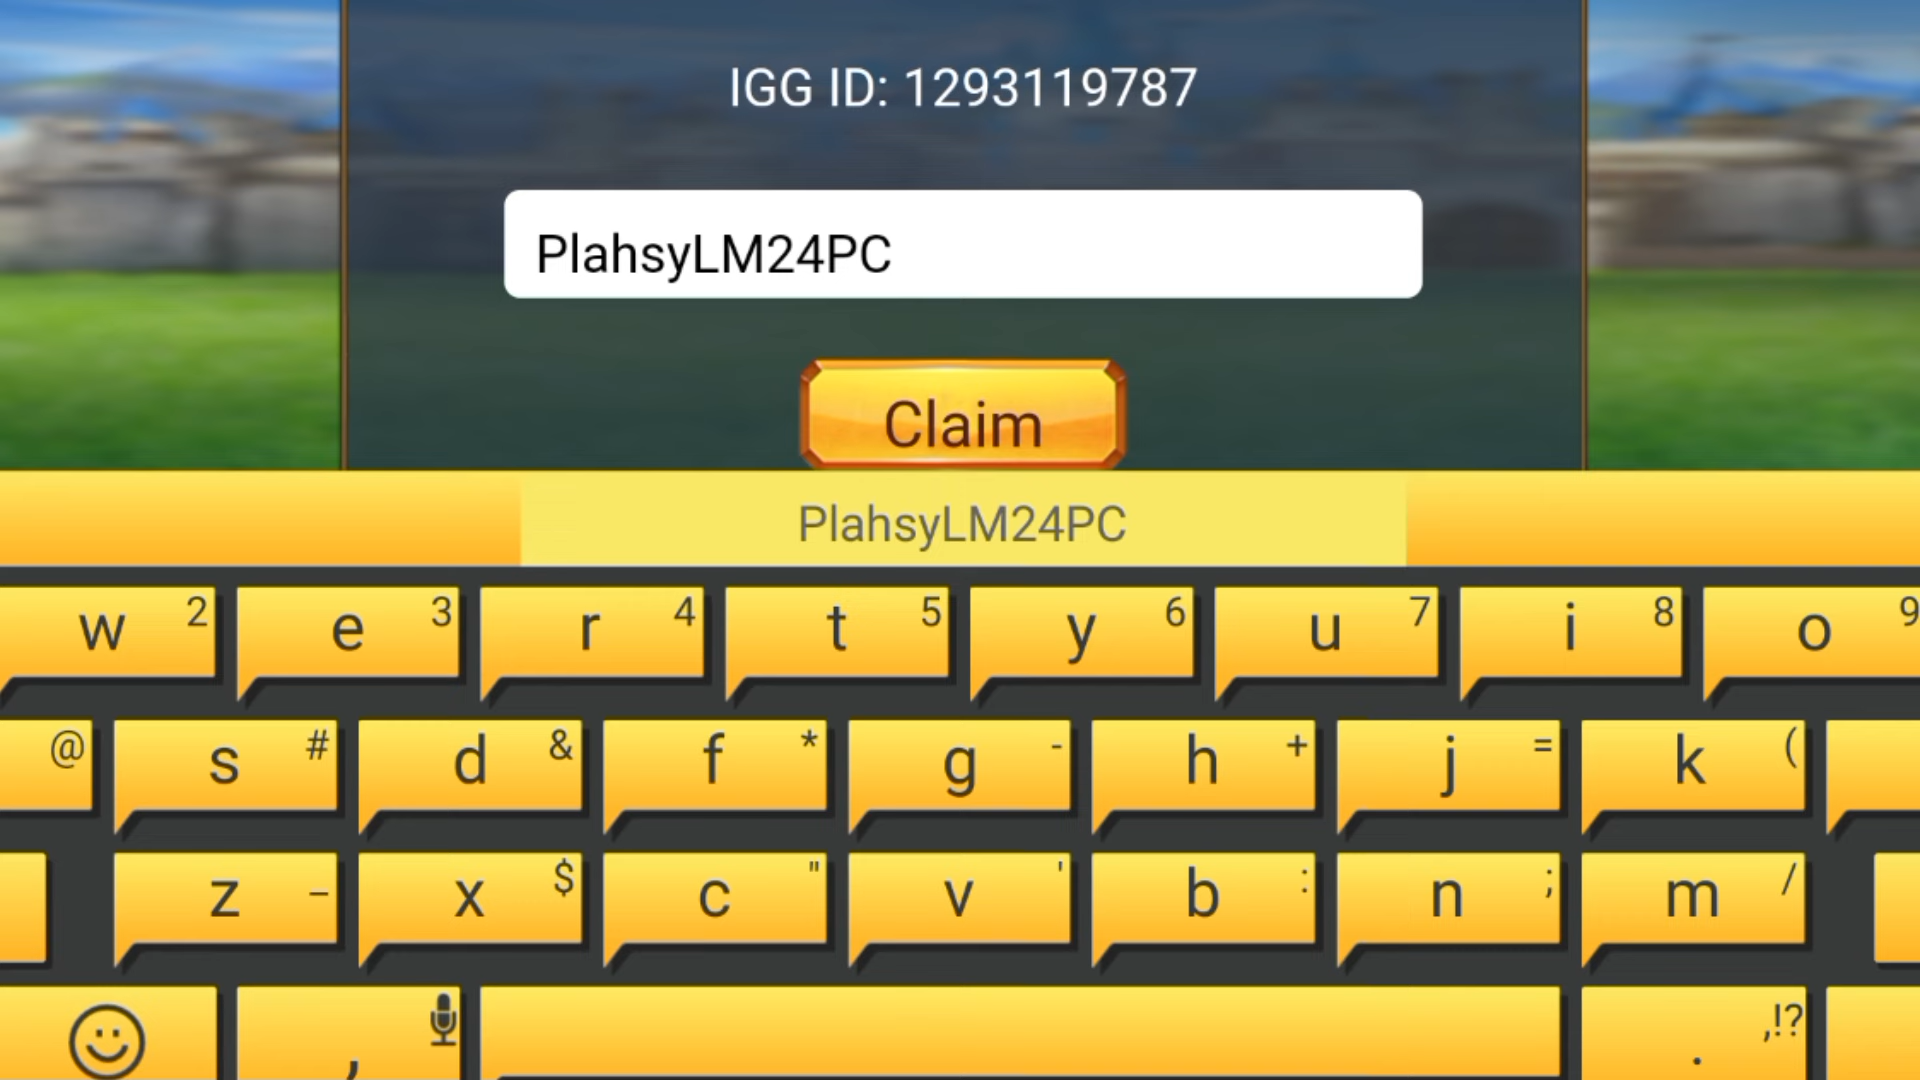 IGG ID: 1293119787
PlahsyLM24PC
Claim
PlahsyLM24PC
w 2 e 3 r 4 t 5 y 6 u 7 i 8 o 9
@ s # d & f * g - h + j = k (
z _ x $ c " v ' b : n ; m /
, . ,!?